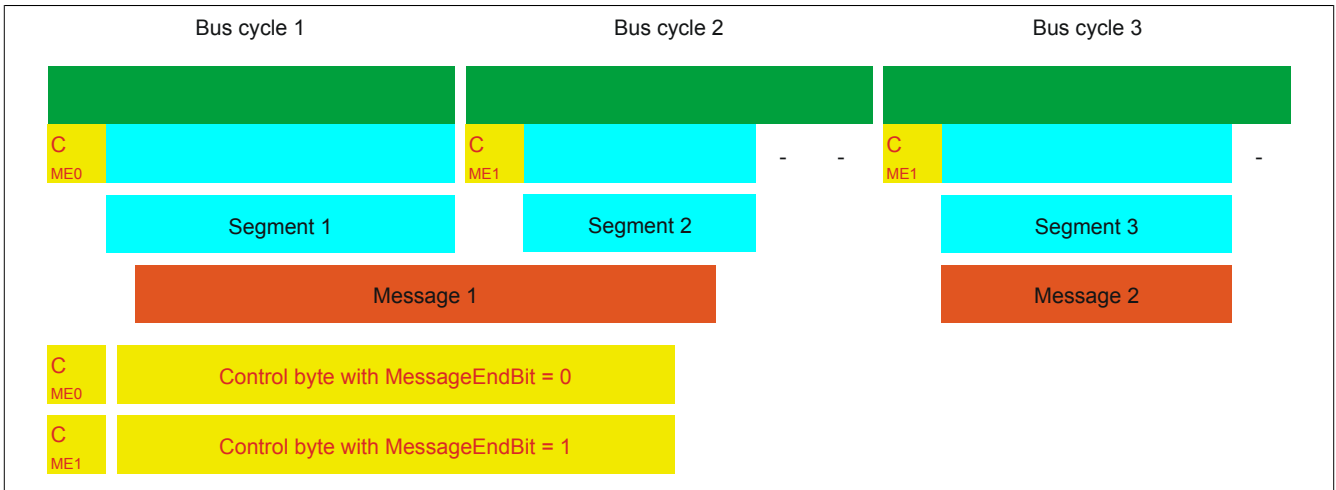 Bus cycle 1 Bus cycle 2 Bus cycle 3
C C - - C -
ME0 ME1 ME1
Segment 1 Segment 2 Segment 3
Message 1 Message 2
C
ME0 Control byte with MessageEndBit = 0
C
ME1 Control byte with MessageEndBit = 1